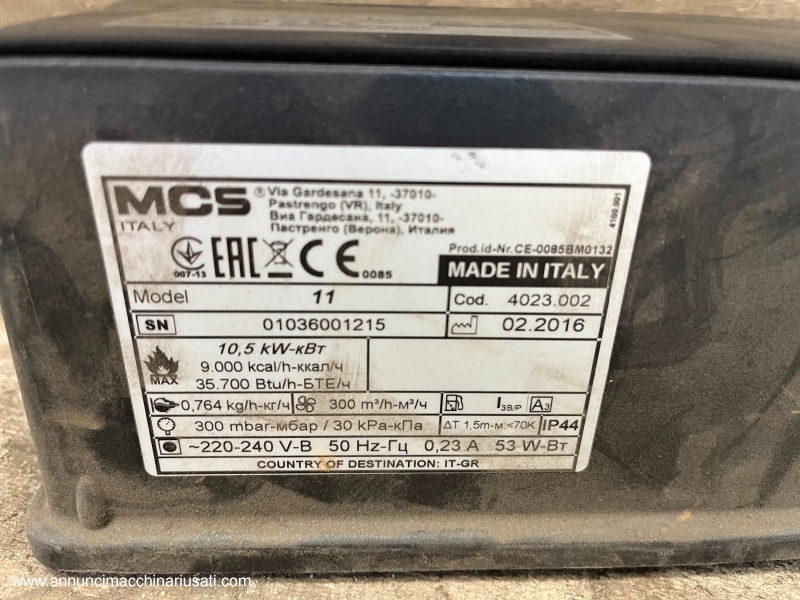 MCS® Via Gardesana 11, -37010-
Pastrengo (VR), Italy
ITALY
Виа Гардесана, 11, -37010-
Пастренго (Верона), Италия
4100.001
Prod.id-Nr.CE-0085BM0132
007-13 EAC CE 0085
MADE IN ITALY
Model 11 Cod. 4023.002
SN 01036001215 02.2016
MAX
10,5 kW-кВт
9.000 kcal/h-ккал/ч
35.700 Btu/h-БТЕ/ч
0,764 kg/h-кг/ч 300 m³/h-м³/ч I3B/P A3
300 mbar-мбар / 30 kPa-кПа ΔT 1,5m-м.<70K IP44
~220-240 V-В 50 Hz-Гц 0,23 A 53 W-Вт
COUNTRY OF DESTINATION: IT-GR
www.annuncimacchinariusati.com